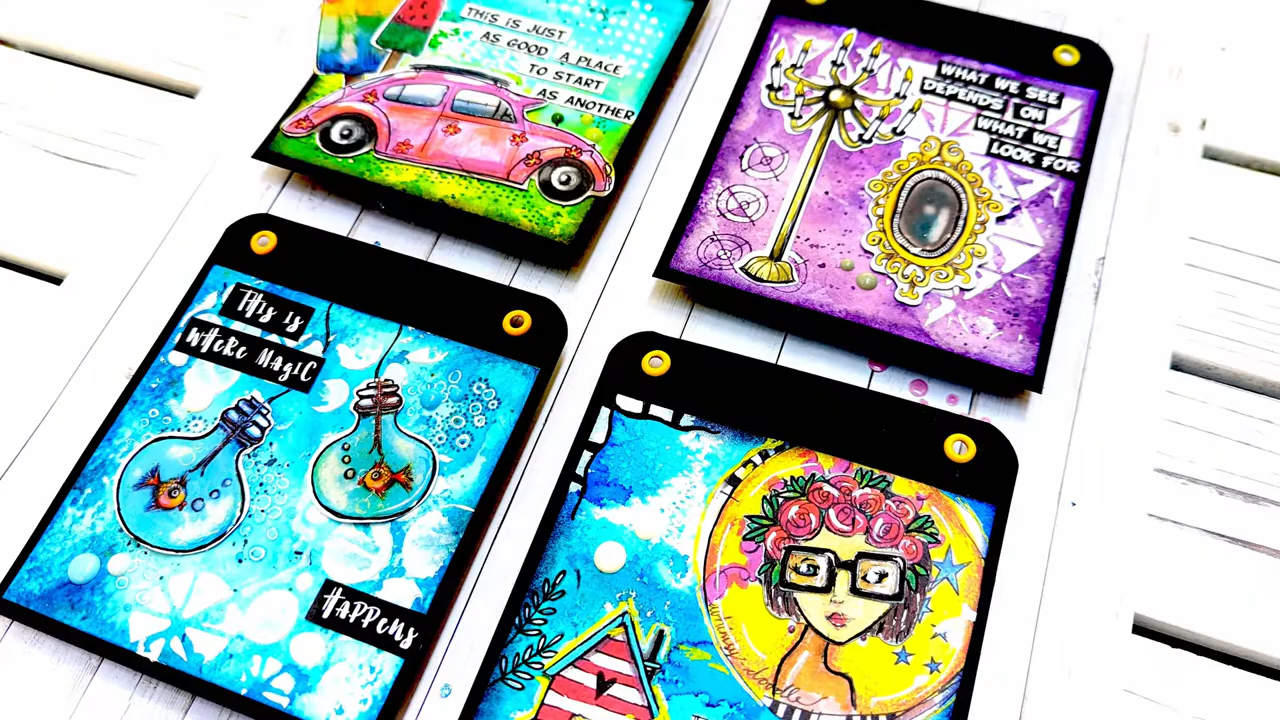 THIS IS JUST
AS GOOD A PLACE
TO START
AS ANOTHER
WHAT WE SEE
DEPENDS ON
WHAT WE
LOOK FOR
THIS IS
WHERE MAGIC
HAPPENS